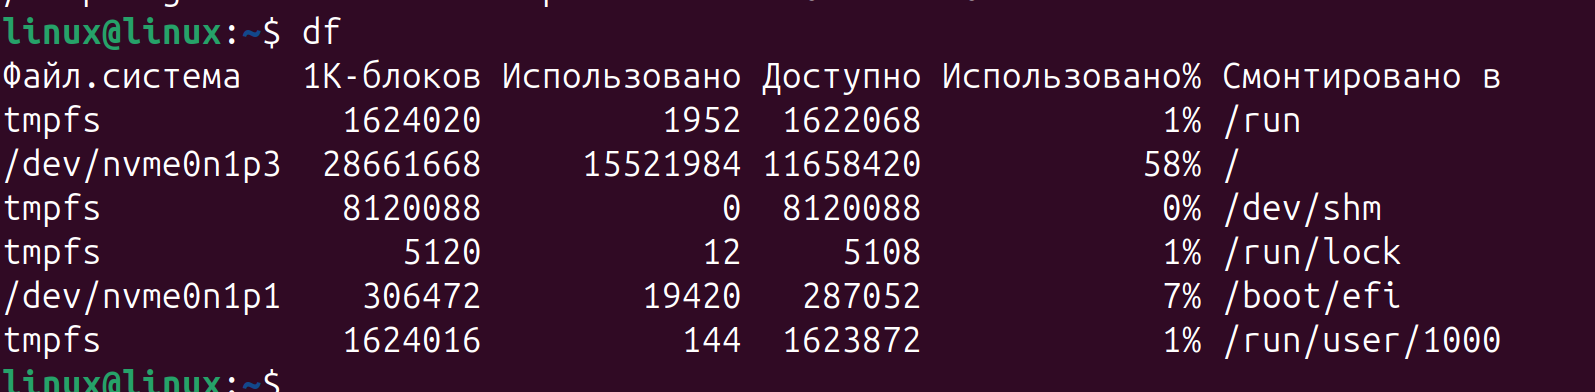 linux@linux:~$ df
Файл.система   1K-блоков Использовано Доступно Использовано% Смонтировано в
tmpfs            1624020         1952  1622068            1% /run
/dev/nvme0n1p3  28661668     15521984 11658420           58% /
tmpfs            8120088            0  8120088            0% /dev/shm
tmpfs               5120           12     5108            1% /run/lock
/dev/nvme0n1p1    306472        19420   287052            7% /boot/efi
tmpfs            1624016          144  1623872            1% /run/user/1000
linux@linux:~$